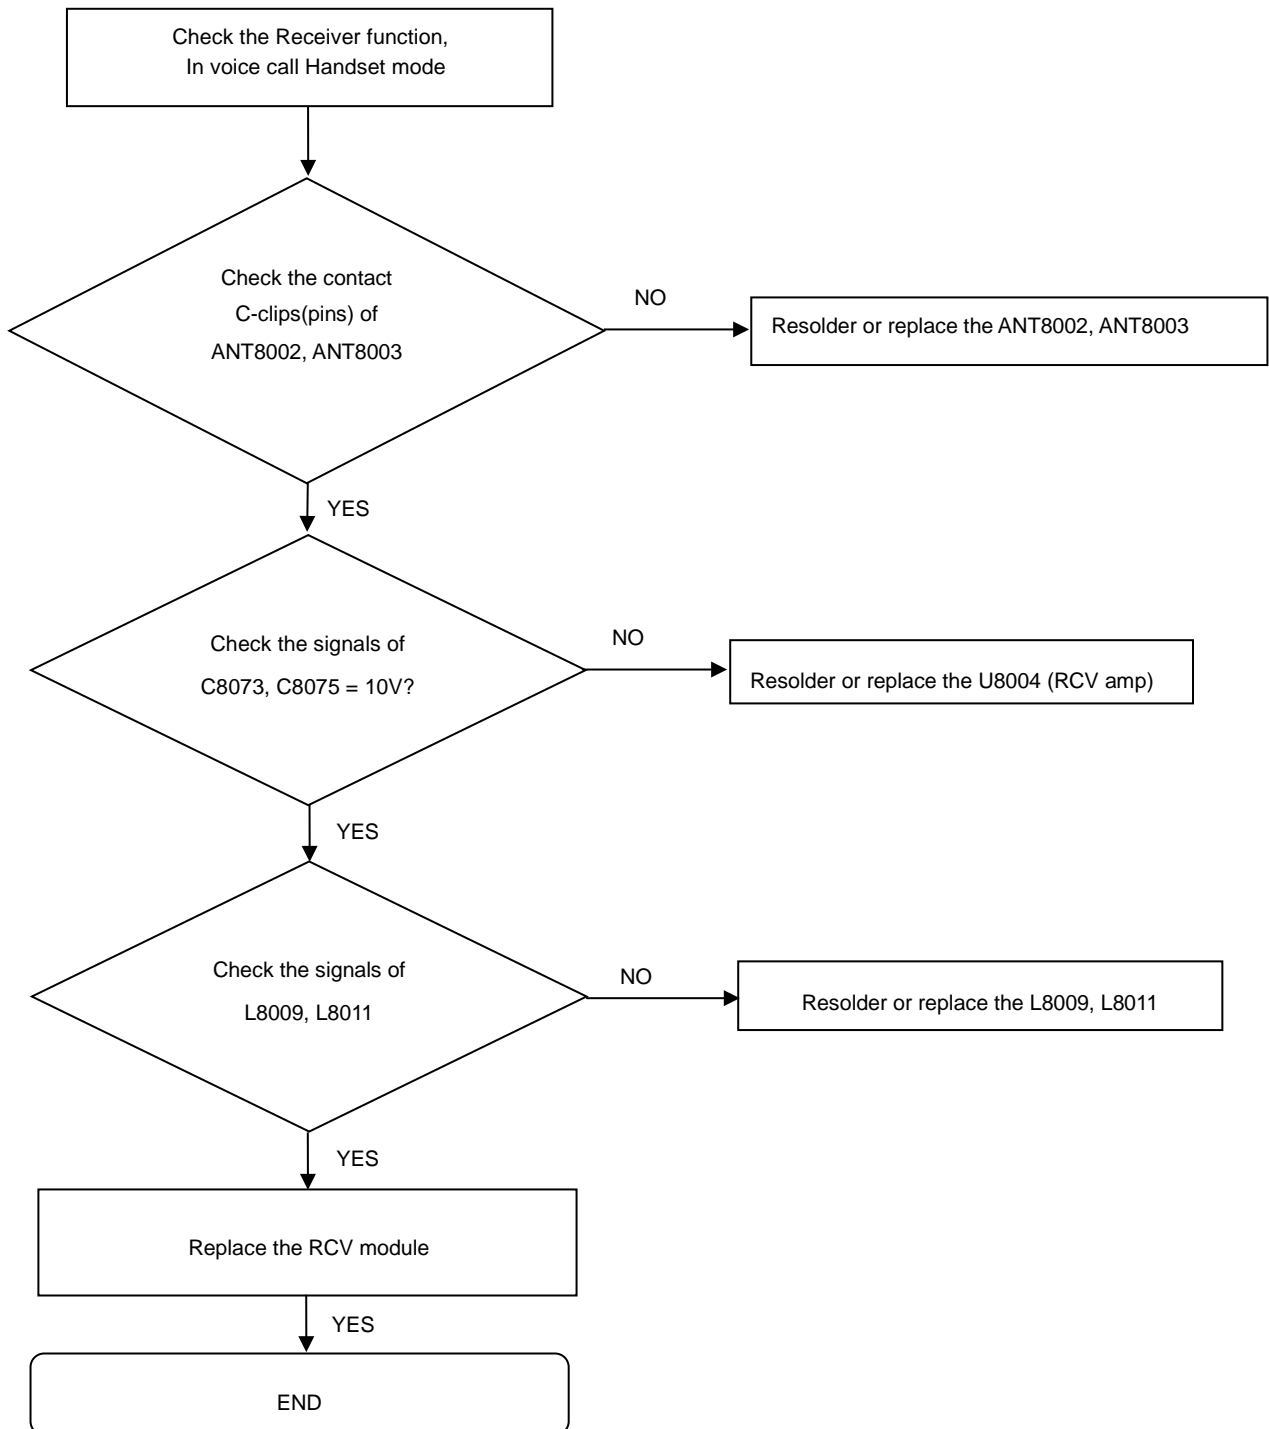 Check the Receiver function,
In voice call Handset mode
Check the contact
C-clips(pins) of
ANT8002, ANT8003
NO
Resolder or replace the ANT8002, ANT8003
YES
Check the signals of
C8073, C8075 = 10V?
NO
Resolder or replace the U8004 (RCV amp)
YES
Check the signals of
L8009, L8011
NO
Resolder or replace the L8009, L8011
YES
Replace the RCV module
YES
END